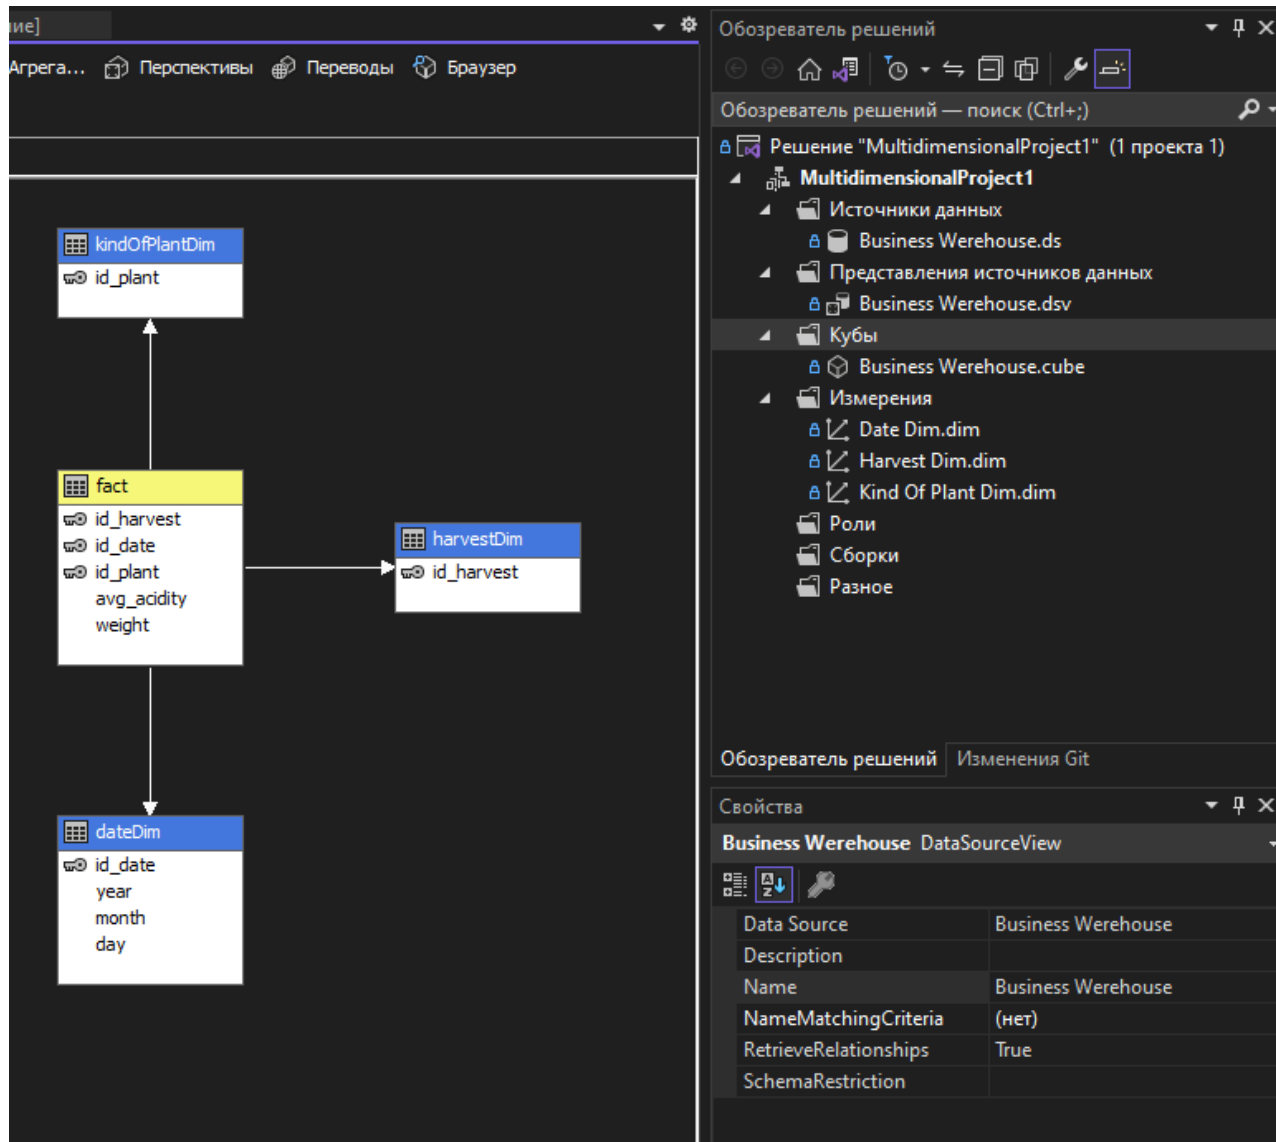 ие]
Агрега... Перспективы Переводы Браузер
kindOfPlantDim
id_plant
fact
id_harvest
id_date
id_plant
avg_acidity
weight
harvestDim
id_harvest
dateDim
id_date
year
month
day
Обозреватель решений
Обозреватель решений — поиск (Ctrl+;)
Решение "MultidimensionalProject1" (1 проекта 1)
MultidimensionalProject1
Источники данных
Business Werehouse.ds
Представления источников данных
Business Werehouse.dsv
Кубы
Business Werehouse.cube
Измерения
Date Dim.dim
Harvest Dim.dim
Kind Of Plant Dim.dim
Роли
Сборки
Разное
Обозреватель решений Изменения Git
Свойства
Business Werehouse DataSourceView
Data Source Business Werehouse
Description
Name Business Werehouse
NameMatchingCriteria (нет)
RetrieveRelationships True
SchemaRestriction